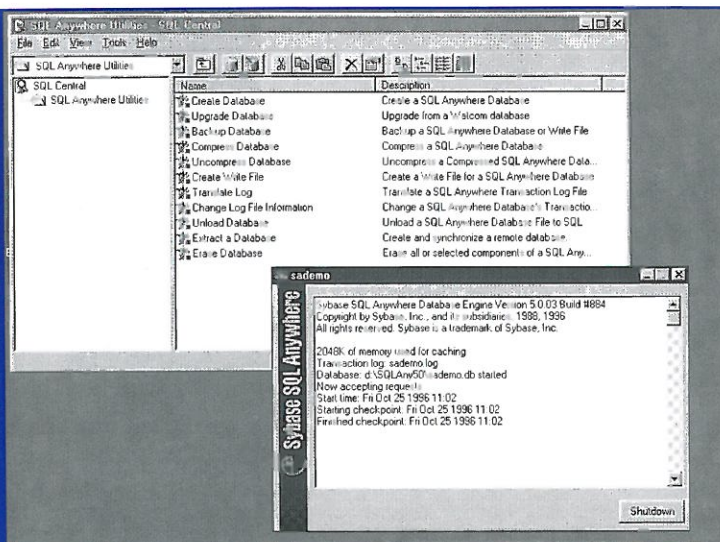 SQL Anywhere Utilities - SQL Central
File Edit View Tools Help
SQL Anywhere Utilities
SQL Central
SQL Anywhere Utilities
Name Description
Create Database Create a SQL Anywhere Database
Upgrade Database Upgrade from a Watcom database
Backup Database Backup a SQL Anywhere Database or Write File
Compress Database Compress a SQL Anywhere Database
Uncompress Database Uncompress a Compressed SQL Anywhere Data...
Create Write File Create a Write File for a SQL Anywhere Database
Translate Log Translate a SQL Anywhere Transaction Log File
Change Log File Information Change a SQL Anywhere Database's Transactio...
Unload Database Unload a SQL Anywhere Database File to SQL
Extract a Database Create and synchronize a remote database.
Erase Database Erase all or selected components of a SQL Any...
sademo
Sybase SQL Anywhere
Sybase SQL Anywhere Database Engine Version 5.0.03 Build #884
Copyright by Sybase, Inc., and its subsidiaries. 1988, 1996
All rights reserved. Sybase is a trademark of Sybase, Inc.
2048K of memory used for caching
Transaction log: sademo.log
Database: d:\SQLAny50\sademo.db started
Now accepting requests
Start time: Fri Oct 25 1996 11:02
Starting checkpoint: Fri Oct 25 1996 11:02
Finished checkpoint: Fri Oct 25 1996 11:02
Shutdown